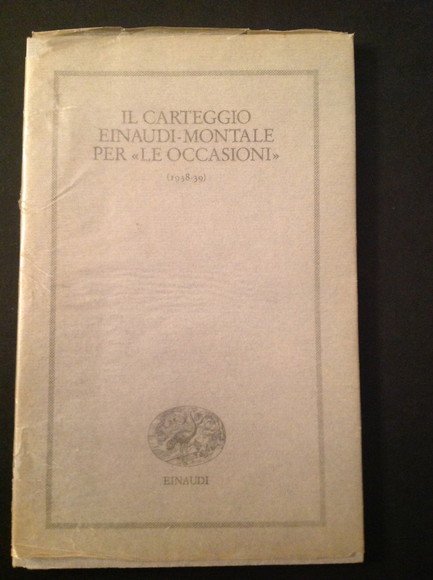 IL CARTEGGIO
EINAUDI-MONTALE
PER «LE OCCASIONI»
(1938-39)
EINAUDI